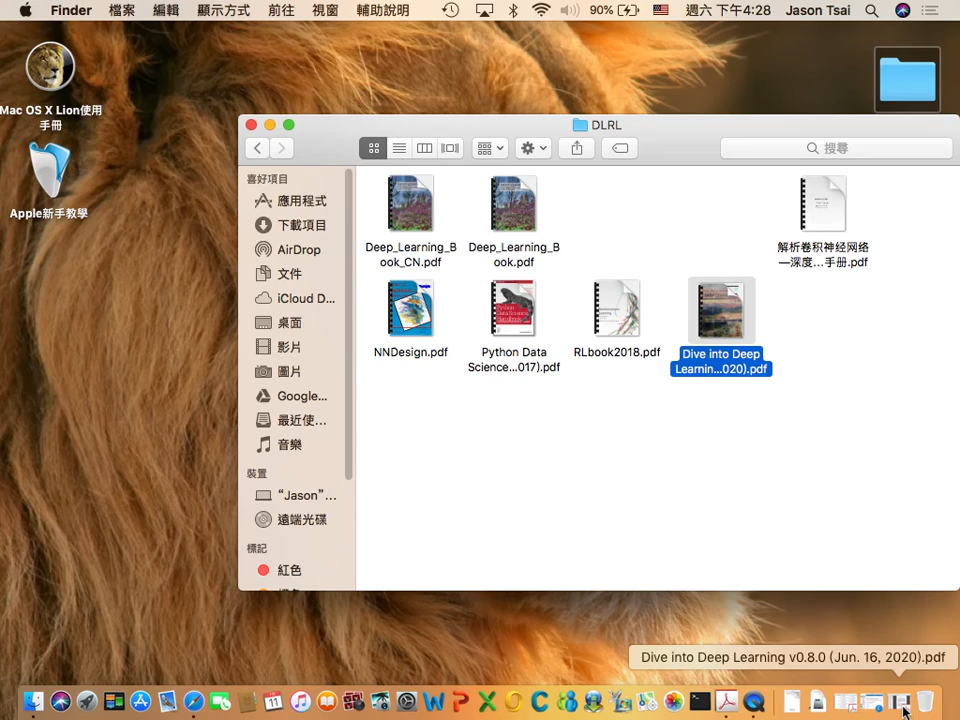 Finder 檔案 編輯 顯示方式 前往 視窗 輔助說明 90% 週六 下午4:28 Jason Tsai
Mac OS X Lion使用
手冊
Apple新手教學
DLRL
搜尋
喜好項目
應用程式
下載項目
AirDrop
文件
iCloud D...
桌面
影片
圖片
Google...
最近使...
音樂
裝置
“Jason”...
遠端光碟
標記
紅色
Deep_Learning_B
ook_CN.pdf
Deep_Learning_B
ook.pdf
解析卷积神经网络
—深度...手册.pdf
NNDesign.pdf
Python Data
Science...017).pdf
RLbook2018.pdf
Dive into Deep
Learnin...020).pdf
Dive into Deep Learning v0.8.0 (Jun. 16, 2020).pdf